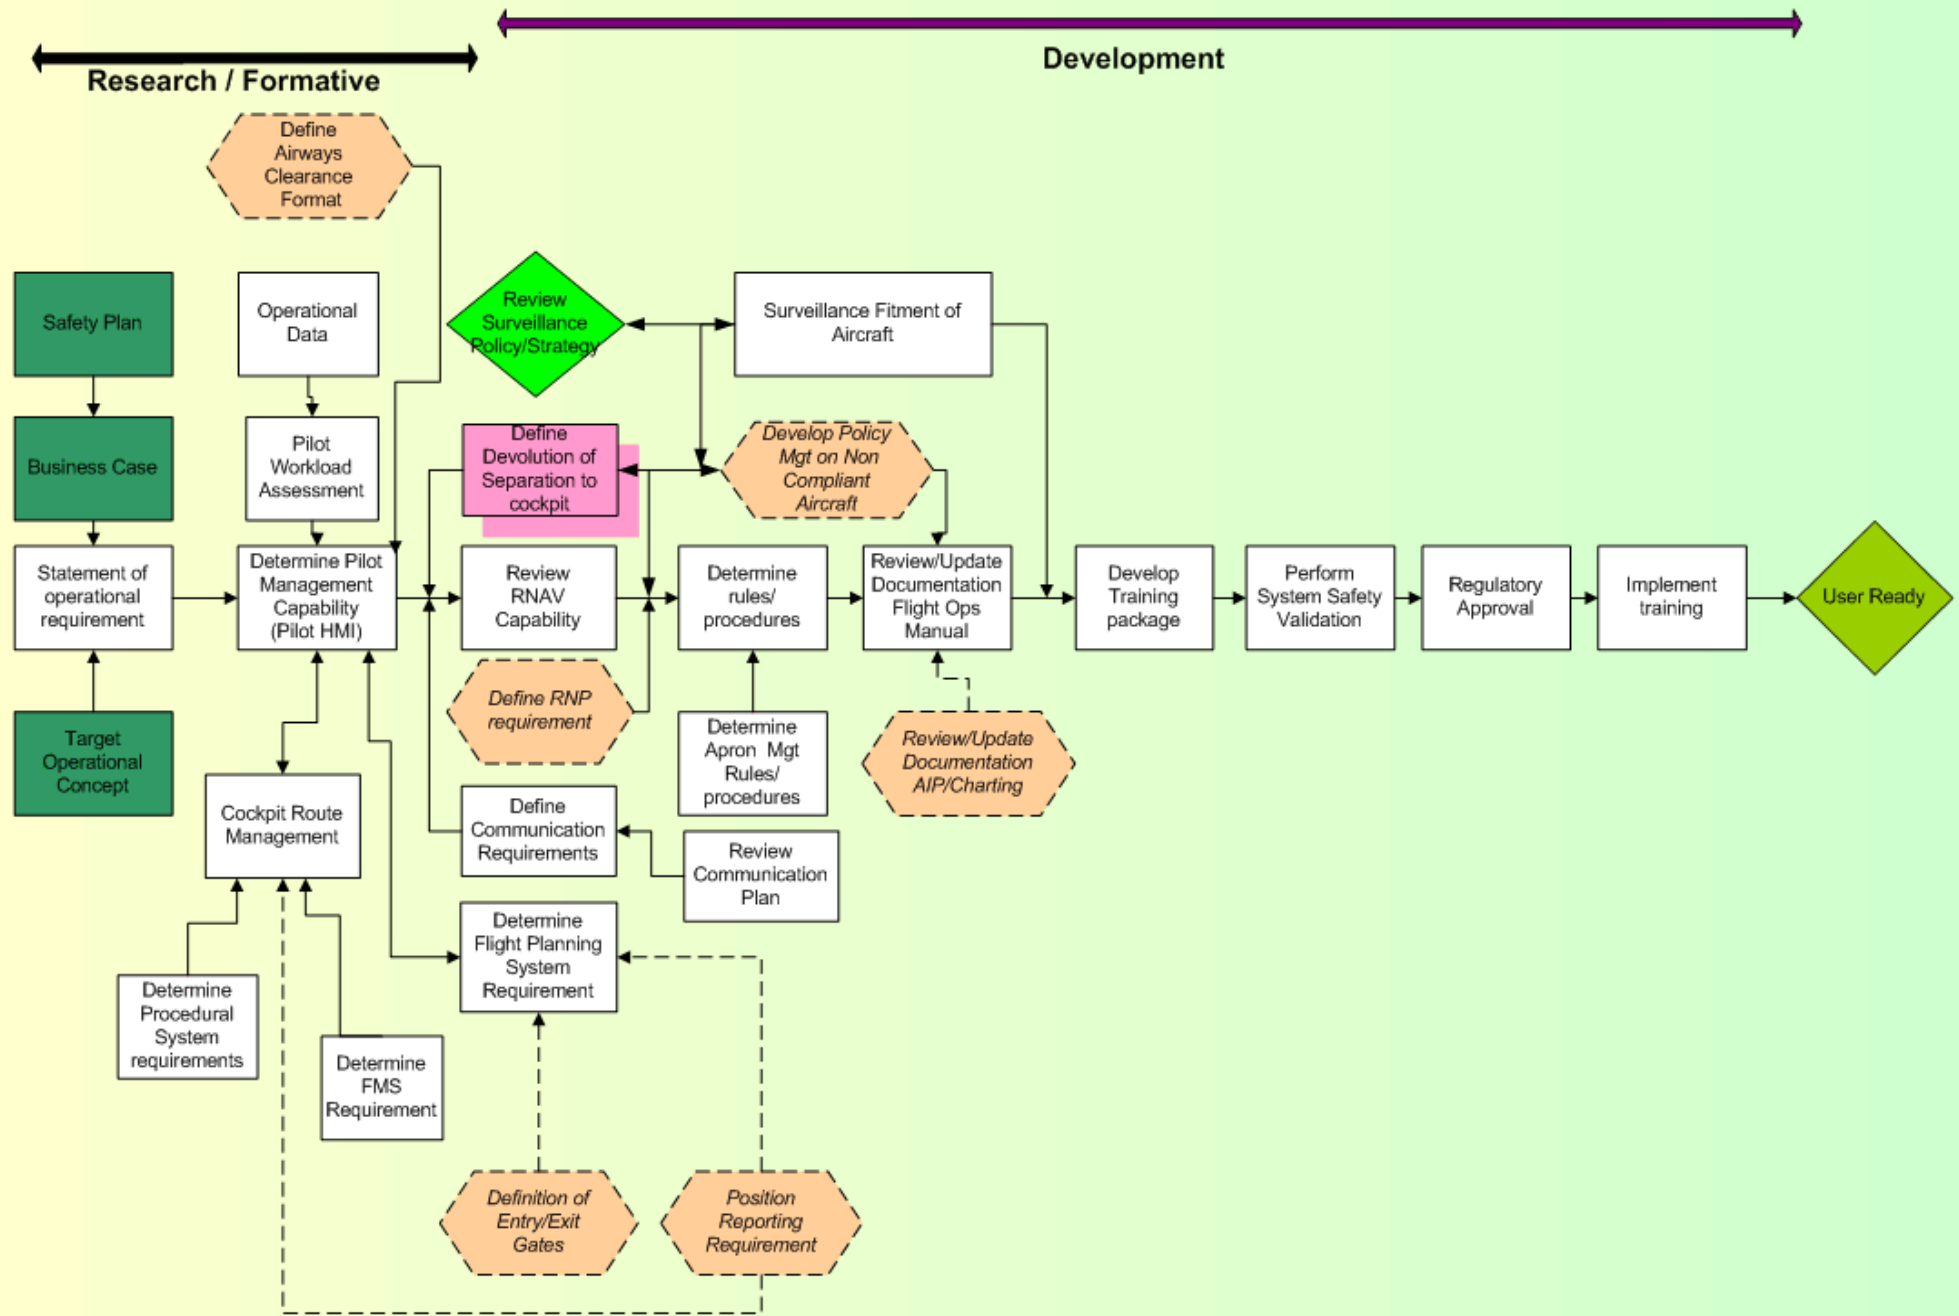 Development
Research / Formative
Define
Airways
Clearance
Format
Safety Plan
Operational
Data
Review
Surveillance
Policy/Strategy
Surveillance Fitment of
Aircraft
Business Case
Pilot
Workload
Assessment
Define
Devolution of
Separation to
cockpit
Develop Policy
Mgt on Non
Compliant
Aircraft
Statement of
operational
requirement
Determine Pilot
Management
Capability
(Pilot HMI)
Review
RNAV
Capability
Determine
rules/
procedures
Review/Update
Documentation
Flight Ops
Manual
Develop
Training
package
Perform
System Safety
Validation
Regulatory
Approval
Implement
training
User Ready
Target
Operational
Concept
Define RNP
requirement
Determine
Apron Mgt
Rules/
procedures
Review/Update
Documentation
AIP/Charting
Cockpit Route
Management
Define
Communication
Requirements
Review
Communication
Plan
Determine
Flight Planning
System
Requirement
Determine
Procedural
System
requirements
Determine
FMS
Requirement
Definition of
Entry/Exit
Gates
Position
Reporting
Requirement